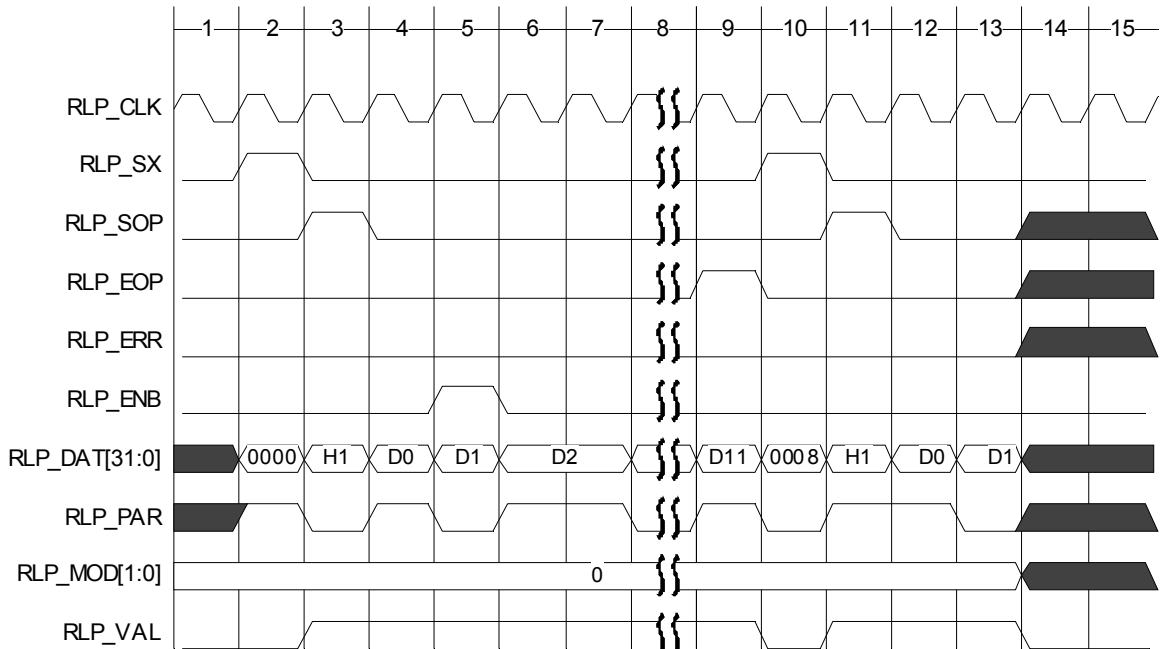 1 2 3 4 5 6 7 8 9 10 11 12 13 14 15
RLP_CLK
RLP_SX
RLP_SOP
RLP_EOP
RLP_ERR
RLP_ENB
RLP_DAT[31:0] 0000 H1 D0 D1 D2 D11 0008 H1 D0 D1
RLP_PAR
RLP_MOD[1:0] 0
RLP_VAL